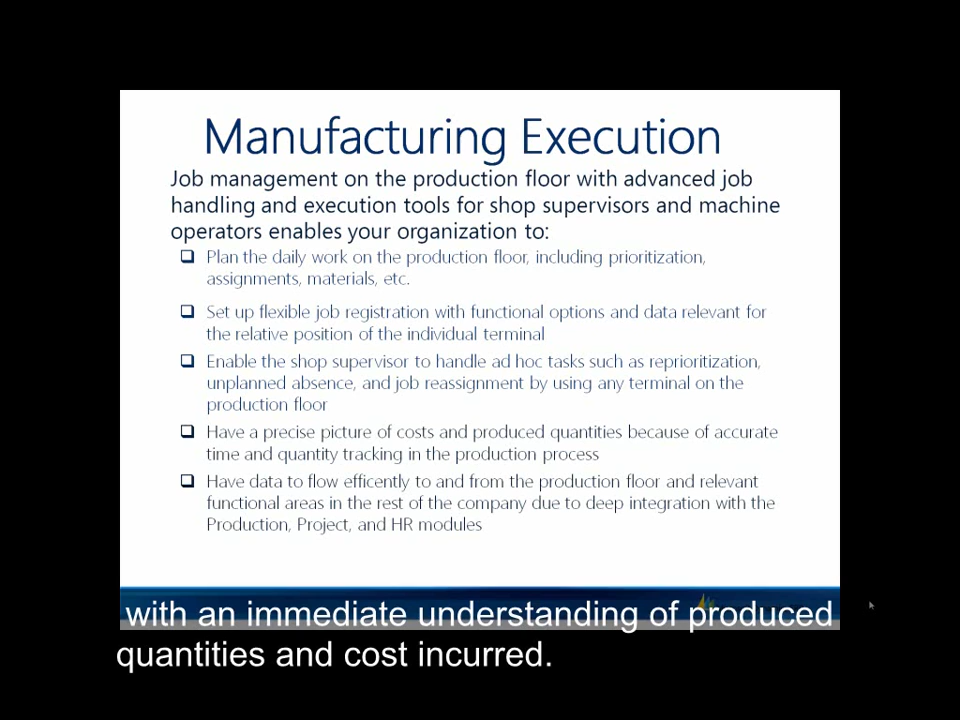 Manufacturing Execution
Job management on the production floor with advanced job
handling and execution tools for shop supervisors and machine
operators enables your organization to:
❑ Plan the daily work on the production floor, including prioritization,
assignments, materials, etc.
❑ Set up flexible job registration with functional options and data relevant for
the relative position of the individual terminal
❑ Enable the shop supervisor to handle ad hoc tasks such as reprioritization,
unplanned absence, and job reassignment by using any terminal on the
production floor
❑ Have a precise picture of costs and produced quantities because of accurate
time and quantity tracking in the production process
❑ Have data to flow efficently to and from the production floor and relevant
functional areas in the rest of the company due to deep integration with the
Production, Project, and HR modules
with an immediate understanding of produced
quantities and cost incurred.